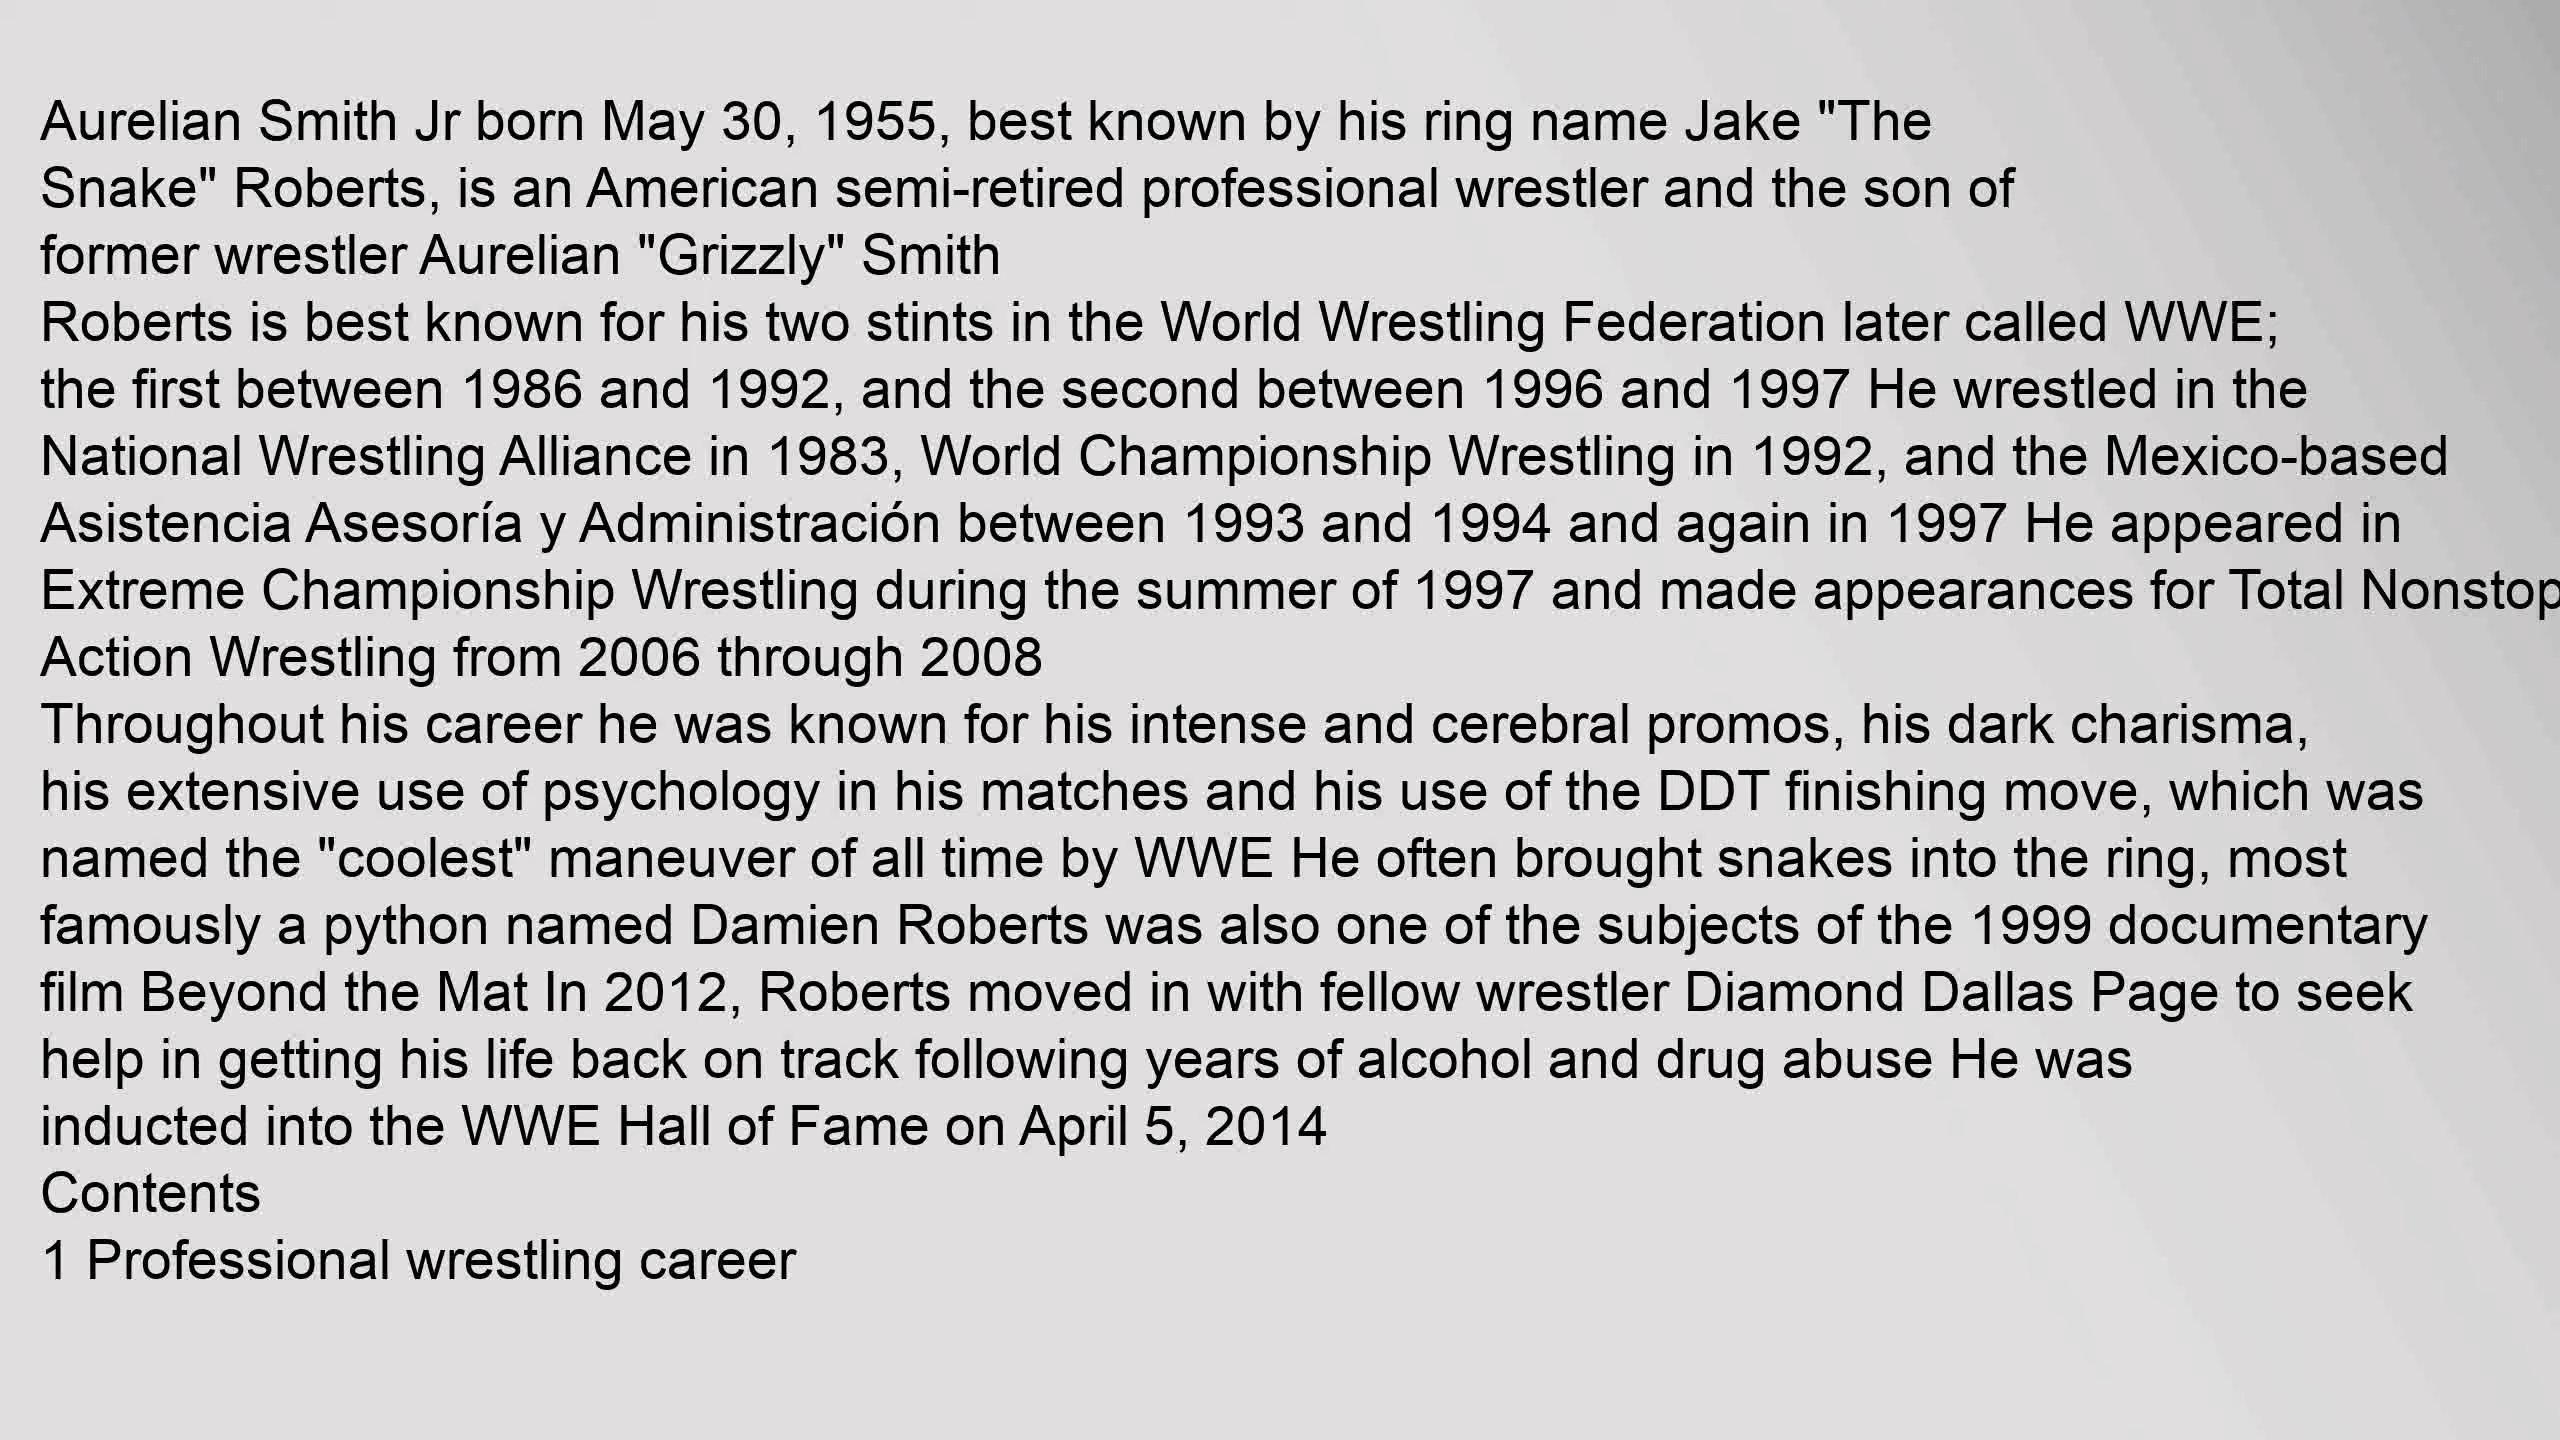 Aurelian Smith Jr born May 30, 1955, best known by his ring name Jake "The
Snake" Roberts, is an American semi-retired professional wrestler and the son of
former wrestler Aurelian "Grizzly" Smith
Roberts is best known for his two stints in the World Wrestling Federation later called WWE;
the first between 1986 and 1992, and the second between 1996 and 1997 He wrestled in the
National Wrestling Alliance in 1983, World Championship Wrestling in 1992, and the Mexico-based
Asistencia Asesoría y Administración between 1993 and 1994 and again in 1997 He appeared in
Extreme Championship Wrestling during the summer of 1997 and made appearances for Total Nonstop
Action Wrestling from 2006 through 2008
Throughout his career he was known for his intense and cerebral promos, his dark charisma,
his extensive use of psychology in his matches and his use of the DDT finishing move, which was
named the "coolest" maneuver of all time by WWE He often brought snakes into the ring, most
famously a python named Damien Roberts was also one of the subjects of the 1999 documentary
film Beyond the Mat In 2012, Roberts moved in with fellow wrestler Diamond Dallas Page to seek
help in getting his life back on track following years of alcohol and drug abuse He was
inducted into the WWE Hall of Fame on April 5, 2014
Contents
1 Professional wrestling career